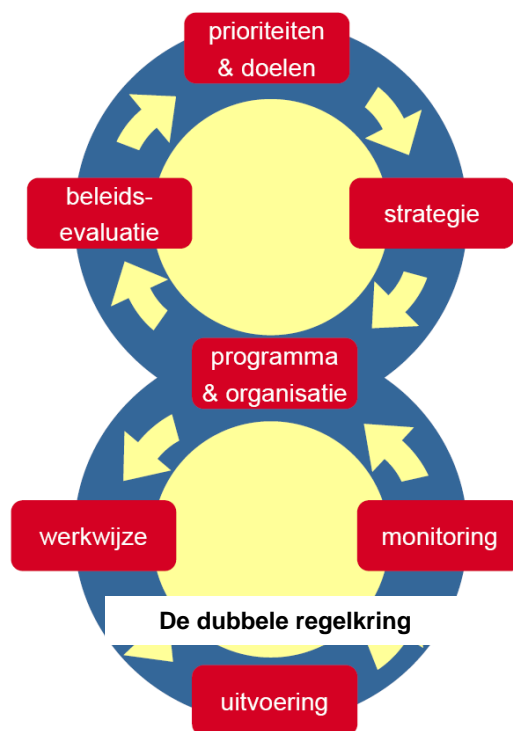 prioriteiten
& doelen
beleids-
evaluatie
strategie
programma
& organisatie
werkwijze
monitoring
De dubbele regelkring
uitvoering